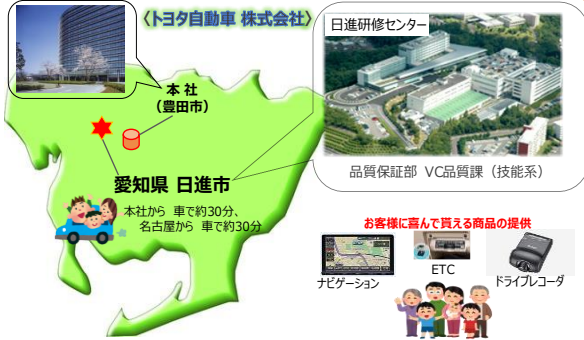 〈トヨタ自動車 株式会社〉
日進研修センター
本 社
（豊田市）
愛知県 日進市
本社から 車で約30分、
名古屋から 車で約30分
品質保証部 VC品質課（技能系）
お客様に喜んで貰える商品の提供
ナビゲーション
ETC
ドライブレコーダ